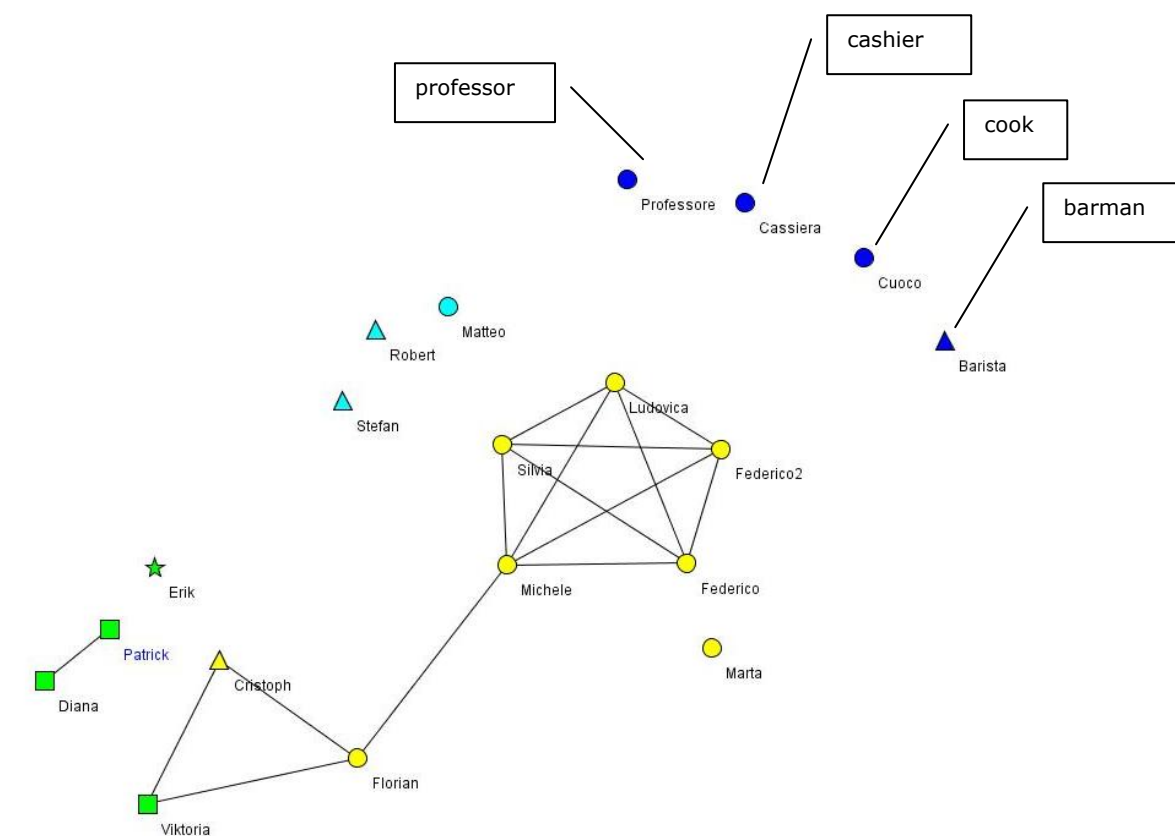 cashier
professor
cook
Professore
barman
Cassiera
Cuoco
Matteo
Robert
Barista
Ludovica
Stefan
Silvia
Federico2
Michele
Federico
Erik
Patrick
Marta
Cristoph
Diana
Florian
Viktoria